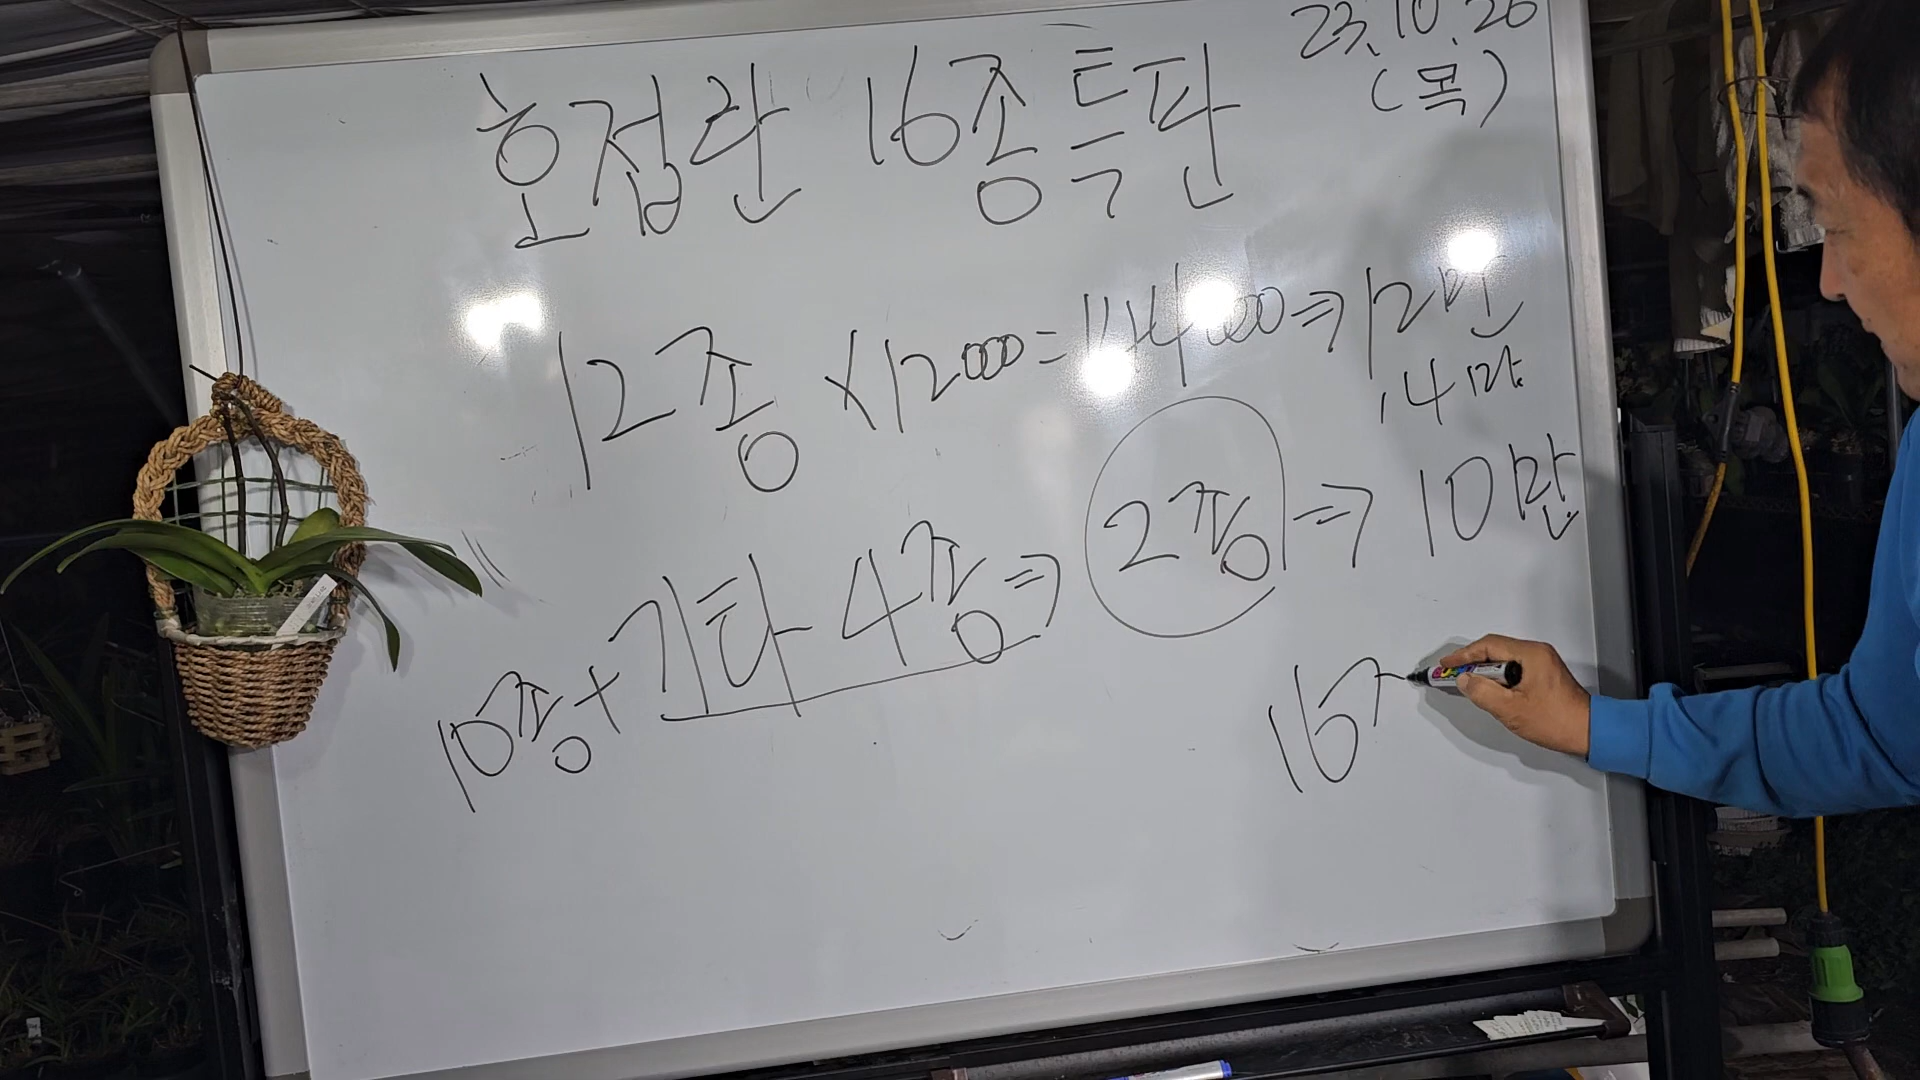 23.10.26
(목)
호접란 16종특판
12종 x12000=144000⇒12만
14만
10종+기타 4종⇒ 2종 ⇒ 10만
16